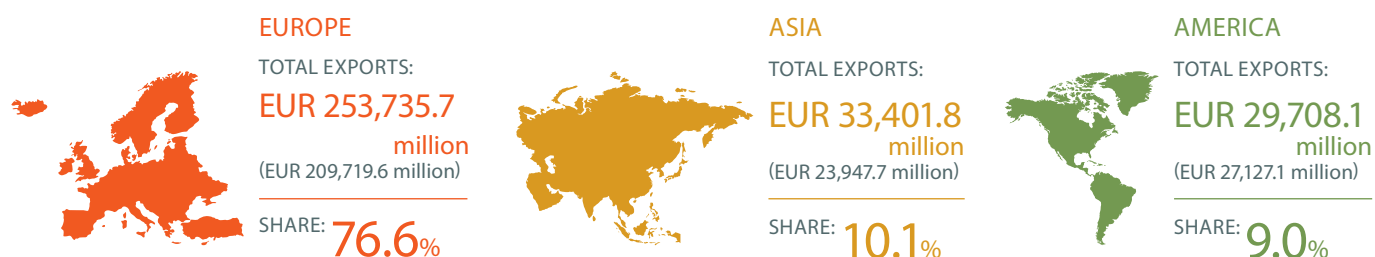 EUROPE
TOTAL EXPORTS:
EUR 253,735.7
million
(EUR 209,719.6 million)
SHARE: 76.6%
ASIA
TOTAL EXPORTS:
EUR 33,401.8
million
(EUR 23,947.7 million)
SHARE: 10.1%
AMERICA
TOTAL EXPORTS:
EUR 29,708.1
million
(EUR 27,127.1 million)
SHARE: 9.0%